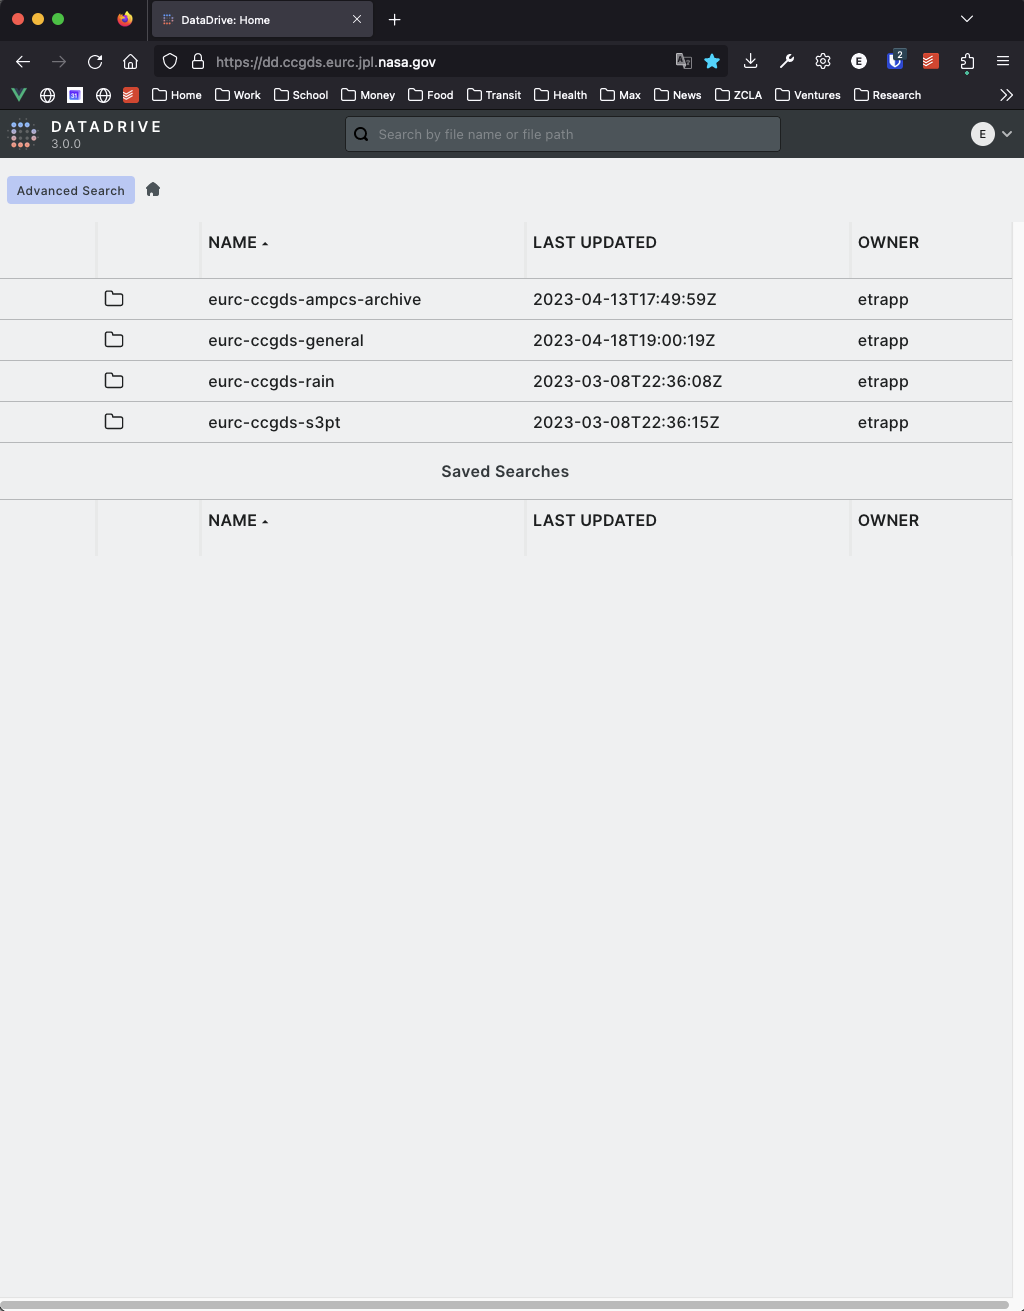 DataDrive: Home
https://dd.ccgds.eurc.jpl.nasa.gov
E
2
31
Home Work School Money Food Transit Health Max News ZCLA Ventures Research
DATADRIVE
3.0.0
Search by file name or file path
E
Advanced Search
NAME LAST UPDATED OWNER
eurc-ccgds-ampcs-archive 2023-04-13T17:49:59Z etrapp
eurc-ccgds-general 2023-04-18T19:00:19Z etrapp
eurc-ccgds-rain 2023-03-08T22:36:08Z etrapp
eurc-ccgds-s3pt 2023-03-08T22:36:15Z etrapp
Saved Searches
NAME LAST UPDATED OWNER